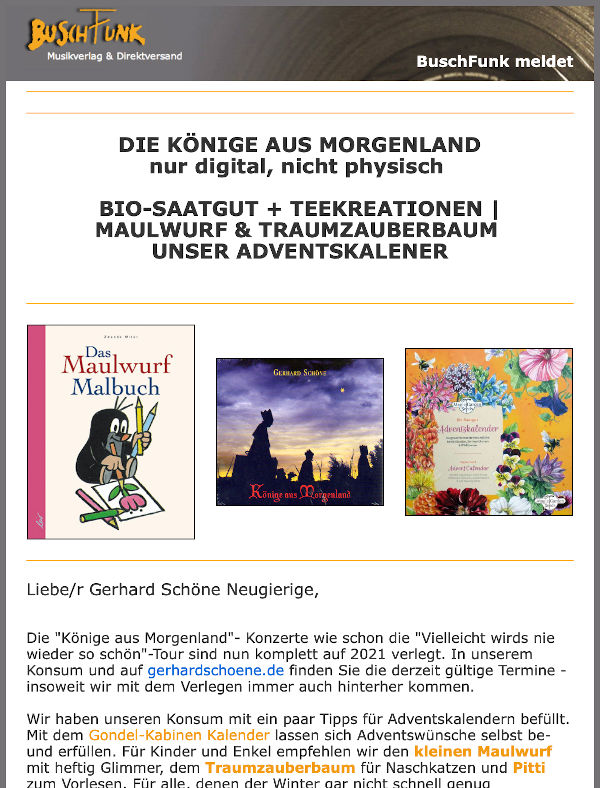 BuschFunk
Musikverlag & Direktversand
BuschFunk meldet
DIE KÖNIGE AUS MORGENLAND
nur digital, nicht physisch
BIO-SAATGUT + TEEKREATIONEN |
MAULWURF & TRAUMZAUBERBAUM
UNSER ADVENTSKALENER
Zdeněk Miler
Das
Maulwurf
Malbuch
GERHARD SCHÖNE
Könige aus Morgenland
Adventskalender
Advent Calendar
Liebe/r Gerhard Schöne Neugierige,
Die "Könige aus Morgenland"- Konzerte wie schon die "Vielleicht wirds nie
wieder so schön"-Tour sind nun komplett auf 2021 verlegt. In unserem
Konsum und auf gerhardschoene.de finden Sie die derzeit gültige Termine -
insoweit wir mit dem Verlegen immer auch hinterher kommen.
Wir haben unseren Konsum mit ein paar Tipps für Adventskalendern befüllt.
Mit dem Gondel-Kabinen Kalender lassen sich Adventswünsche selbst be-
und erfüllen. Für Kinder und Enkel empfehlen wir den kleinen Maulwurf
mit heftig Glimmer, dem Traumzauberbaum für Naschkatzen und Pitti
zum Vorlesen. Für alle, denen der Winter gar nicht schnell genug